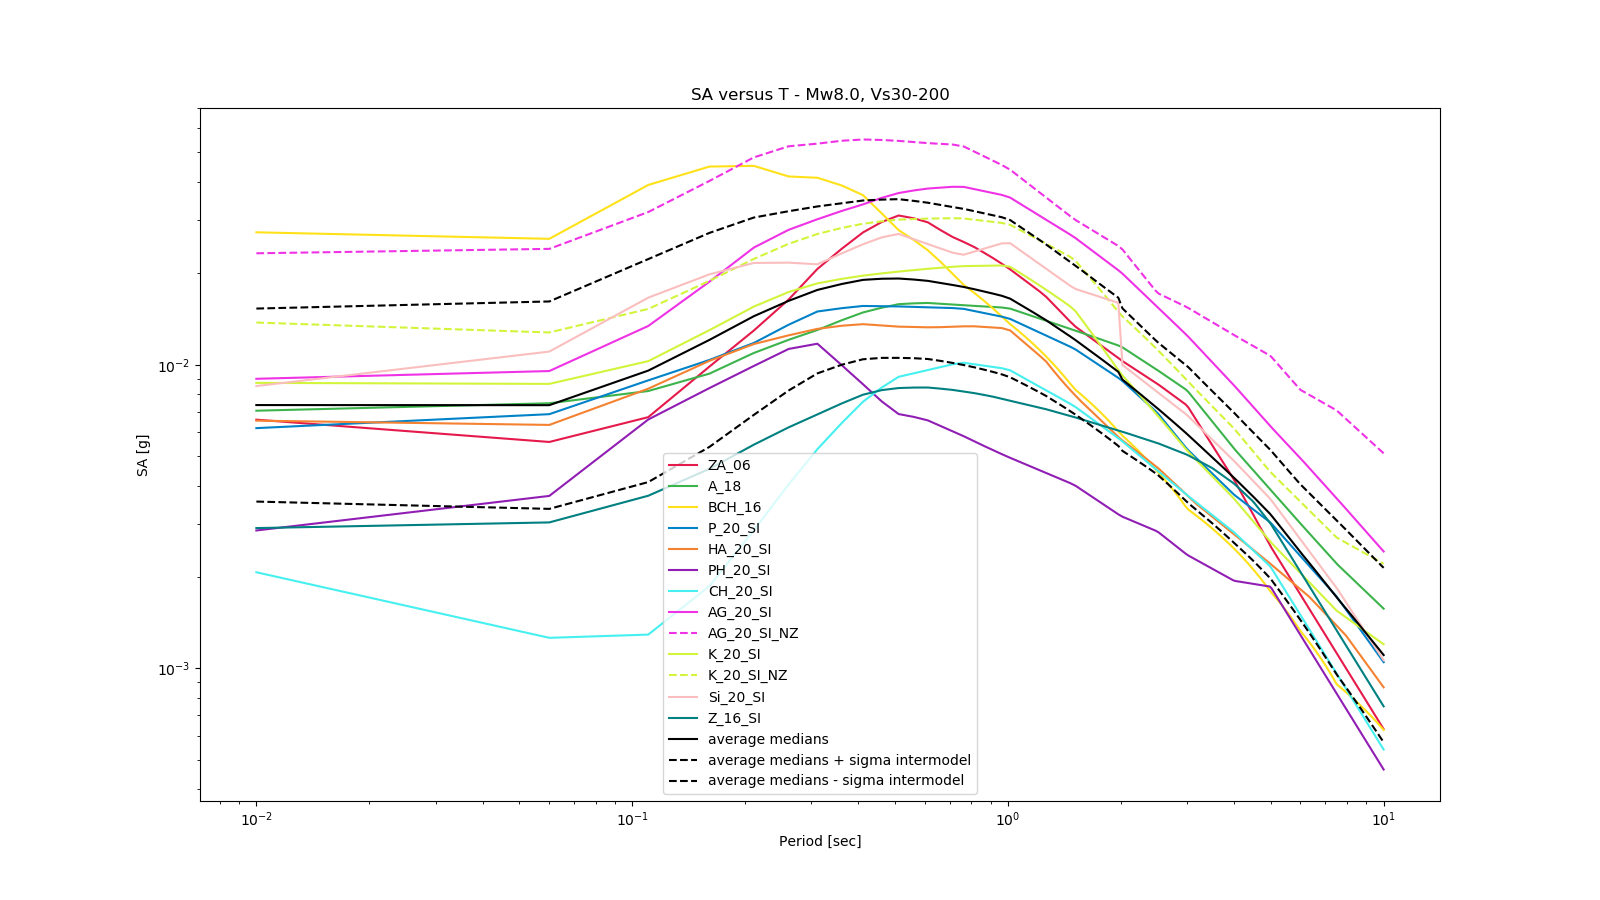 SA versus T - Mw8.0, Vs30-200
SA [g]
10⁻²
10⁻³
ZA_06
A_18
BCH_16
P_20_SI
HA_20_SI
PH_20_SI
CH_20_SI
AG_20_SI
AG_20_SI_NZ
K_20_SI
K_20_SI_NZ
Si_20_SI
Z_16_SI
average medians
average medians + sigma intermodel
average medians - sigma intermodel
10⁻² 10⁻¹ 10⁰ 10¹
Period [sec]